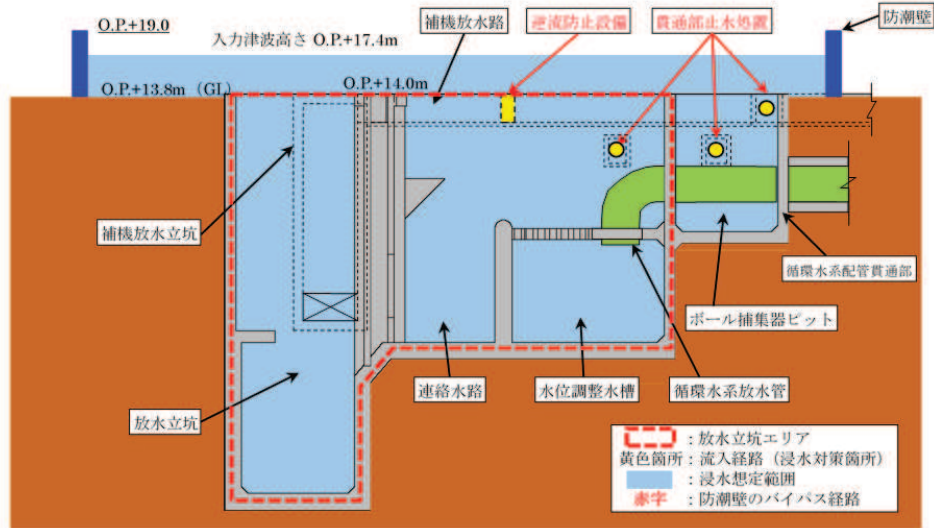 O.P.+19.0
補機放水路
逆流防止設備
貫通部止水処置
防潮壁
入力津波高さ O.P.+17.4m
O.P.+13.8m（GL）
O.P.+14.0m
補機放水立坑
循環水系配管貫通部
ボール捕集器ピット
放水立坑
連絡水路
水位調整水槽
循環水系放水管
：放水立坑エリア
黄色箇所：流入経路（浸水対策箇所）
：浸水想定範囲
赤字：防潮壁のバイパス経路